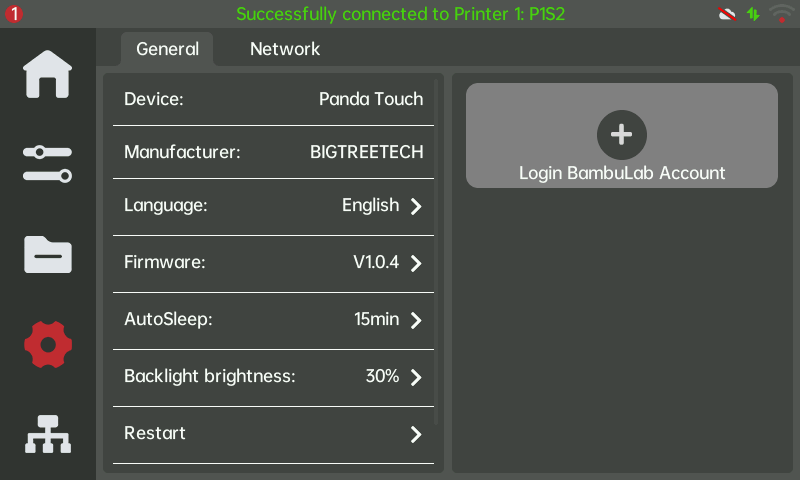 1
Successfully connected to Printer 1: P1S2
General
Network
Device: Panda Touch
Manufacturer: BIGTREETECH
Language: English
Firmware: V1.0.4
AutoSleep: 15min
Backlight brightness: 30%
Restart
Login BambuLab Account